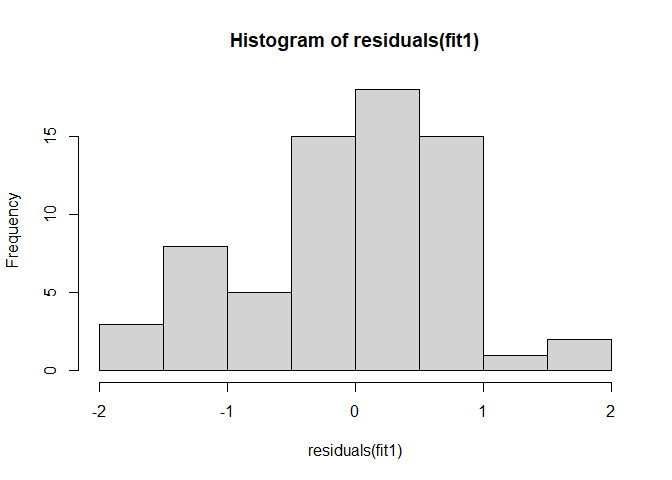 Histogram of residuals(fit1)
Frequency
15
10
5
0
-2 -1 0 1 2
residuals(fit1)